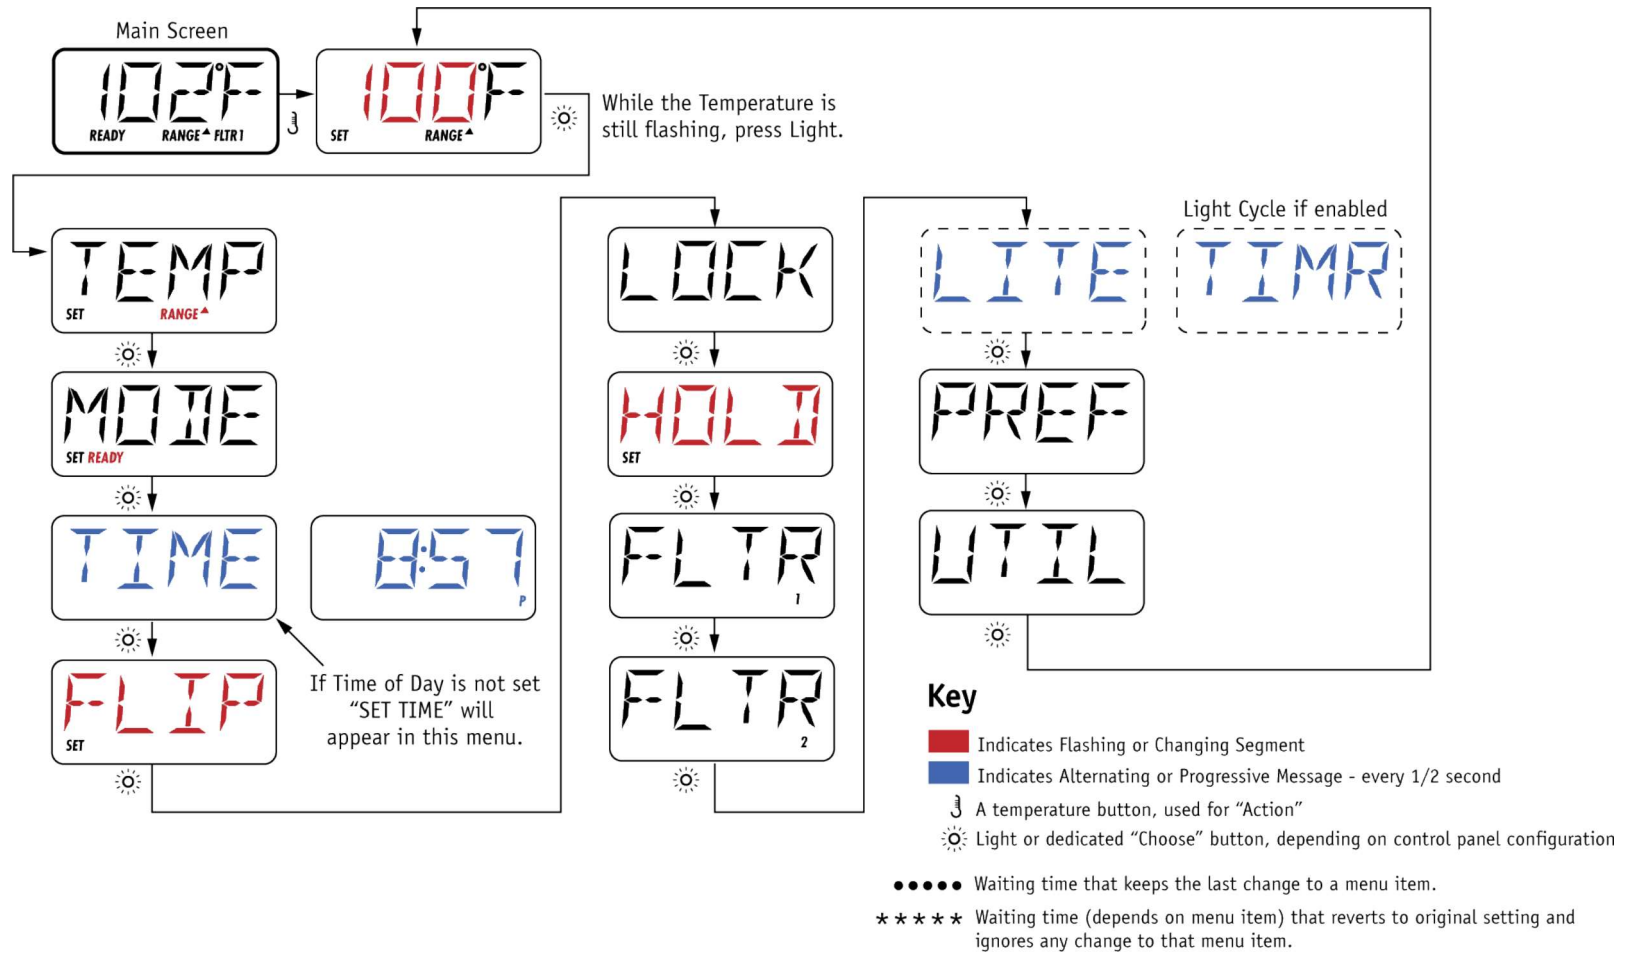 Main Screen
102°F
READY RANGE▲ FLTR1
100°F
SET RANGE▲
While the Temperature is
still flashing, press Light.
TEMP
SET RANGE▲
MODE
SET READY
TIME
8:57
P
If Time of Day is not set
“SET TIME” will
appear in this menu.
FLIP
SET
LOCK
HOLD
SET
FLTR
1
FLTR
2
Light Cycle if enabled
LITE
TIMR
PREF
UTIL
Key
Indicates Flashing or Changing Segment
Indicates Alternating or Progressive Message - every 1/2 second
A temperature button, used for “Action”
Light or dedicated “Choose” button, depending on control panel configuration
••••• Waiting time that keeps the last change to a menu item.
***** Waiting time (depends on menu item) that reverts to original setting and
ignores any change to that menu item.